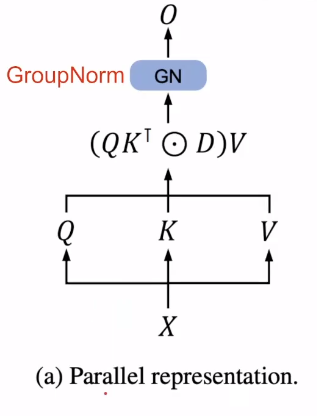 O
GroupNorm GN
(QK⊺ ⊙ D)V
Q K V
X
(a) Parallel representation.